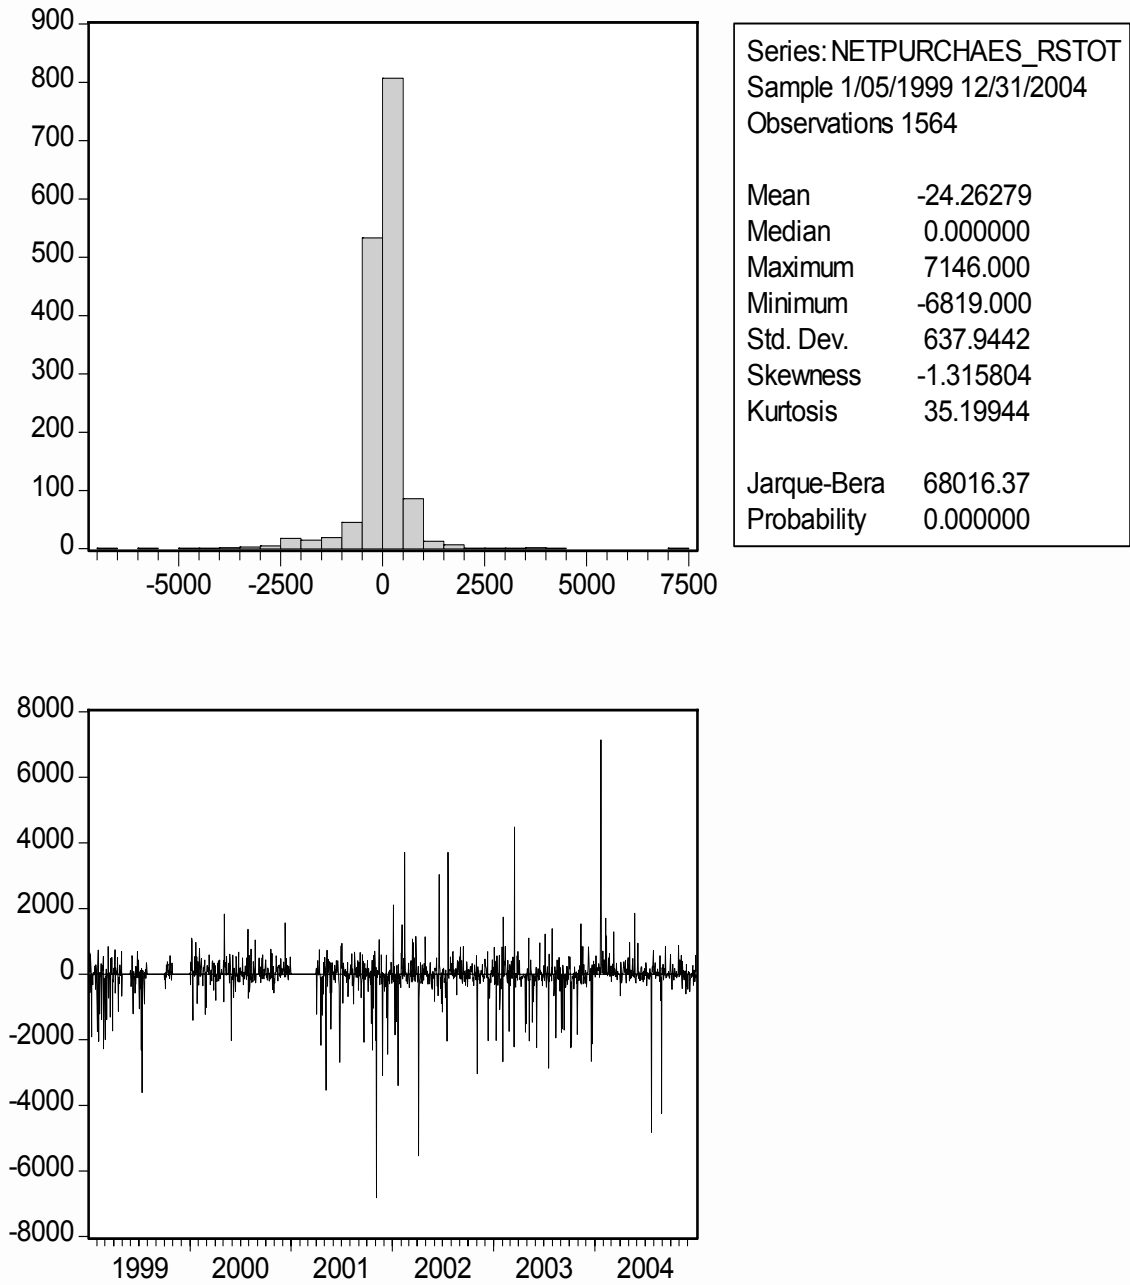 900
800
700
600
500
400
300
200
100
0
-5000 -2500 0 2500 5000 7500
Series: NETPURCHAES_RSTOT
Sample 1/05/1999 12/31/2004
Observations 1564
Mean -24.26279
Median 0.000000
Maximum 7146.000
Minimum -6819.000
Std. Dev. 637.9442
Skewness -1.315804
Kurtosis 35.19944
Jarque-Bera 68016.37
Probability 0.000000
8000
6000
4000
2000
0
-2000
-4000
-6000
-8000
1999 2000 2001 2002 2003 2004